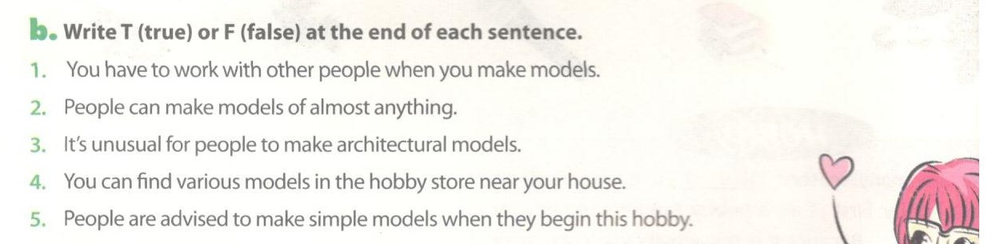 b. Write T (true) or F (false) at the end of each sentence.
1. You have to work with other people when you make models.
2. People can make models of almost anything.
3. It's unusual for people to make architectural models.
4. You can find various models in the hobby store near your house.
5. People are advised to make simple models when they begin this hobby.